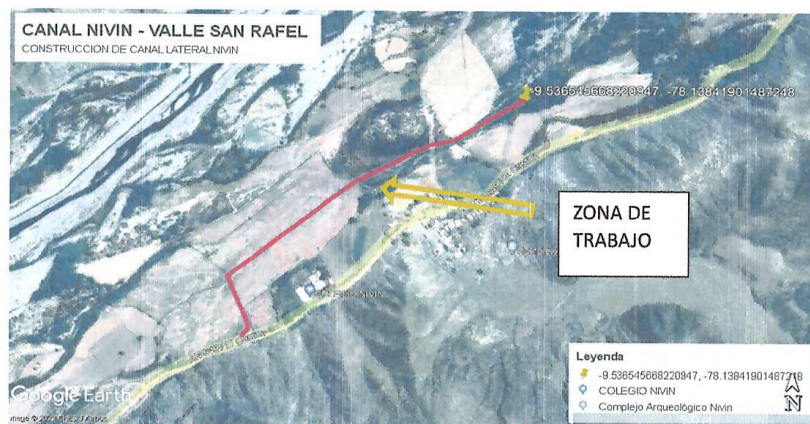 CANAL NIVIN - VALLE SAN RAFEL
CONSTRUCCION DE CANAL LATERAL NIVIN
-9.536545668220947, -78.13841901487248
ZONA DE
TRABAJO
NIVIN
Leyenda
-9.536545668220947, -78.13841901487248
COLEGIO NIVIN
Complejo Arqueológico Nivin
Google Earth
N